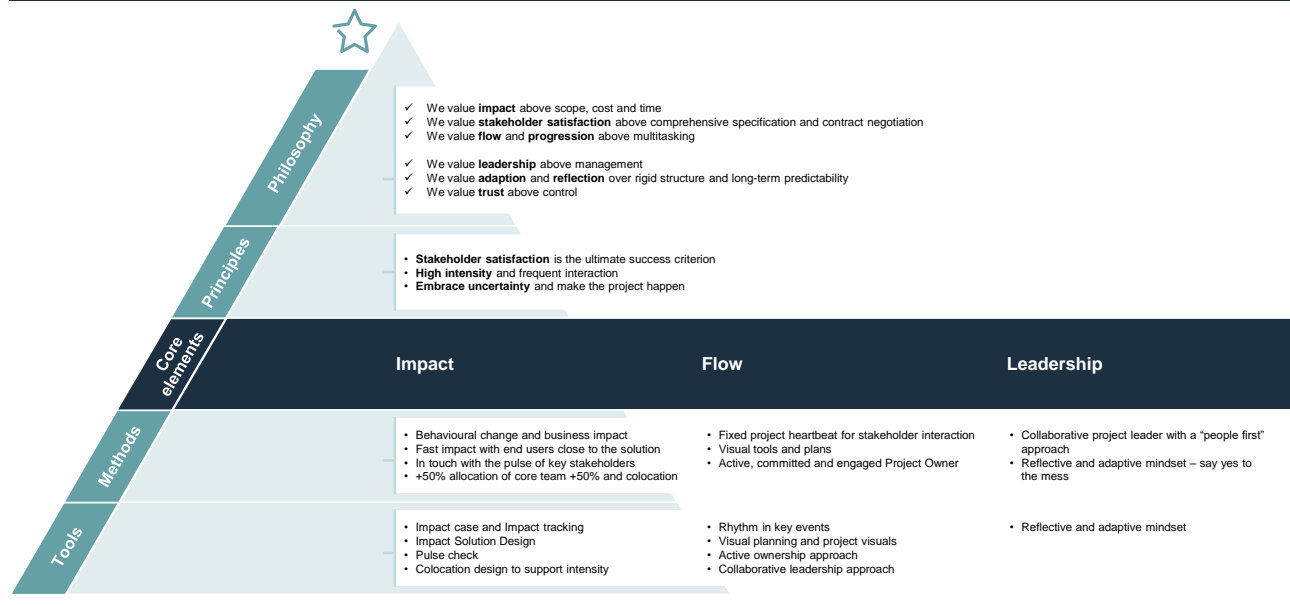 Philosophy
✓ We value impact above scope, cost and time
✓ We value stakeholder satisfaction above comprehensive specification and contract negotiation
✓ We value flow and progression above multitasking
✓ We value leadership above management
✓ We value adaption and reflection over rigid structure and long-term predictability
✓ We value trust above control
Principles
• Stakeholder satisfaction is the ultimate success criterion
• High intensity and frequent interaction
• Embrace uncertainty and make the project happen
Core
elements
Impact
Flow
Leadership
Methods
• Behavioural change and business impact
• Fast impact with end users close to the solution
• In touch with the pulse of key stakeholders
• +50% allocation of core team +50% and colocation
• Fixed project heartbeat for stakeholder interaction
• Visual tools and plans
• Active, committed and engaged Project Owner
• Collaborative project leader with a “people first”
approach
• Reflective and adaptive mindset – say yes to
the mess
Tools
• Impact case and Impact tracking
• Impact Solution Design
• Pulse check
• Colocation design to support intensity
• Rhythm in key events
• Visual planning and project visuals
• Active ownership approach
• Collaborative leadership approach
• Reflective and adaptive mindset